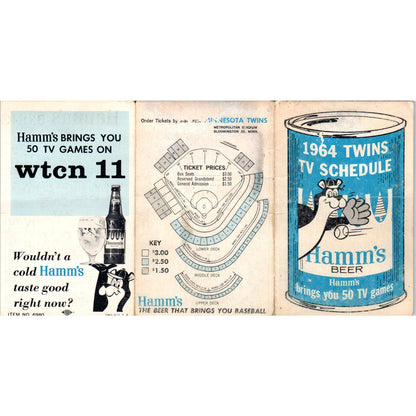 Hamm's BRINGS YOU
50 TV GAMES ON
wtcn 11
Wouldn't a
cold Hamm's
taste good
right now?
ITEM NO. 6980
Order Tickets by MINNESOTA TWINS
METROPOLITAN STADIUM
BLOOMINGTON 20, MINN.
TICKET PRICES
Box Seats $3.00
Reserved Grandstand $2.50
General Admission $1.50
LOWER DECK
KEY
$3.00
$2.50
$1.50
MIDDLE DECK
UPPER DECK
Hamm's
THE BEER THAT BRINGS YOU BASEBALL
1964 TWINS
TV SCHEDULE
Hamm's
BEER
Hamm's
brings you 50 TV games